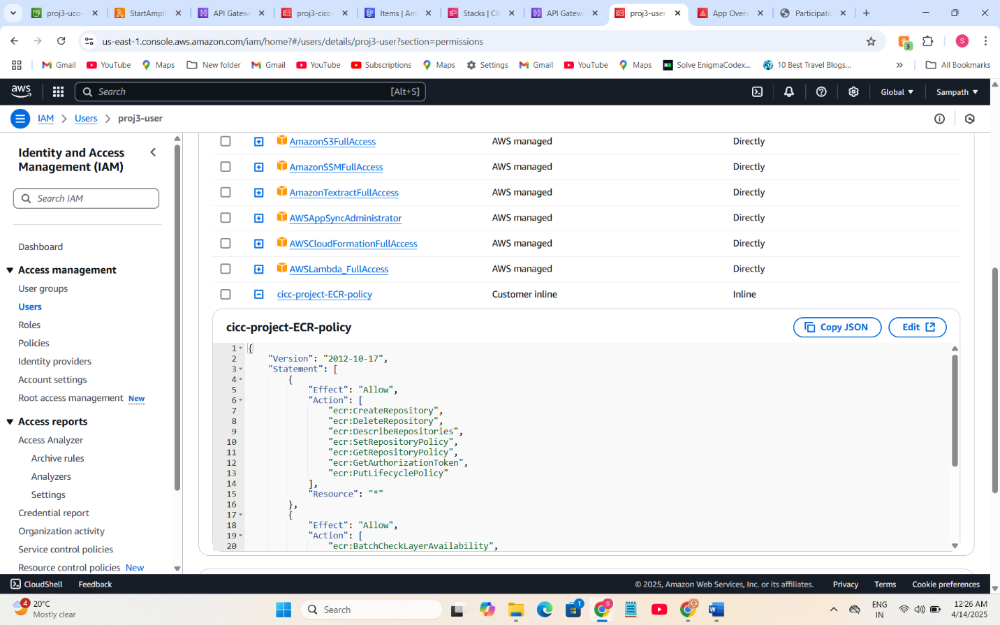 proj3-uco-
StartAmpli
API Gatew
proj3-cicc-
Items | Am
Stacks | Cl
API Gatew
proj3-user
App Over
Participati
us-east-1.console.aws.amazon.com/iam/home?#/users/details/proj3-user?section=permissions
3
S
Gmail
YouTube
Maps
New folder
Gmail
YouTube
Subscriptions
Maps
Settings
Gmail
YouTube
Maps
Solve EnigmaCodex...
10 Best Travel Blogs...
»
All Bookmarks
aws
Search
[Alt+S]
Global
Sampath
IAM
Users
proj3-user
Identity and Access
Management (IAM)
Search IAM
Dashboard
Access management
User groups
Users
Roles
Policies
Identity providers
Account settings
Root access management New
Access reports
Access Analyzer
Archive rules
Analyzers
Settings
Credential report
Organization activity
Service control policies
Resource control policies New
AmazonS3FullAccess AWS managed Directly
AmazonSSMFullAccess AWS managed Directly
AmazonTextractFullAccess AWS managed Directly
AWSAppSyncAdministrator AWS managed Directly
AWSCloudFormationFullAccess AWS managed Directly
AWSLambda_FullAccess AWS managed Directly
cicc-project-ECR-policy Customer inline Inline
cicc-project-ECR-policy
Copy JSON
Edit
1 {
2 "Version": "2012-10-17",
3 "Statement": [
4 {
5 "Effect": "Allow",
6 "Action": [
7 "ecr:CreateRepository",
8 "ecr:DeleteRepository",
9 "ecr:DescribeRepositories",
10 "ecr:SetRepositoryPolicy",
11 "ecr:GetRepositoryPolicy",
12 "ecr:GetAuthorizationToken",
13 "ecr:PutLifecyclePolicy"
14 ],
15 "Resource": "*"
16 },
17 {
18 "Effect": "Allow",
19 "Action": [
20 "ecr:BatchCheckLayerAvailability",
CloudShell
Feedback
© 2025, Amazon Web Services, Inc. or its affiliates.
Privacy
Terms
Cookie preferences
4
20°C
Mostly clear
Search
1
S
ENG
IN
12:26 AM
4/14/2025